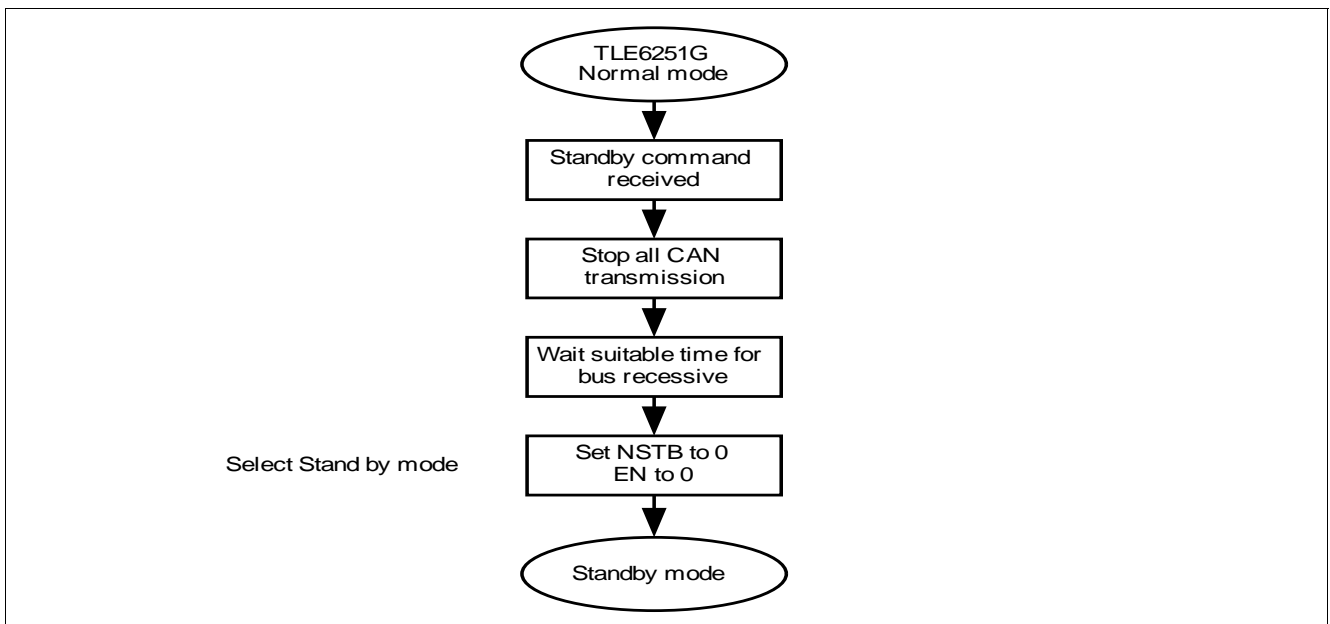 TLE6251G
Normal mode
Standby command
received
Stop all CAN
transmission
Wait suitable time for
bus recessive
Select Stand by mode
Set NSTB to 0
EN to 0
Standby mode